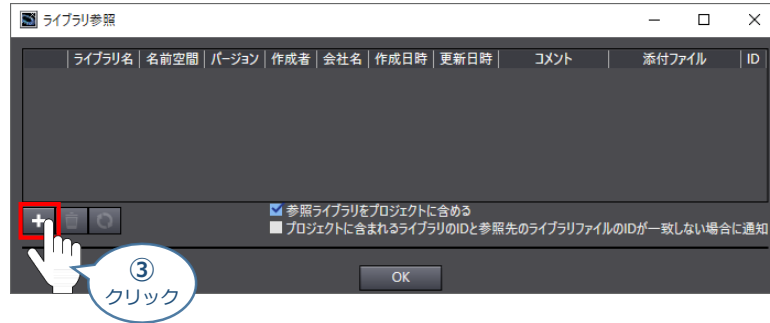 ライブラリ参照
ライブラリ名 名前空間 バージョン 作成者 会社名 作成日時 更新日時 コメント 添付ファイル ID
参照ライブラリをプロジェクトに含める
プロジェクトに含まれるライブラリのIDと参照先のライブラリファイルのIDが一致しない場合に通知
③
クリック
OK